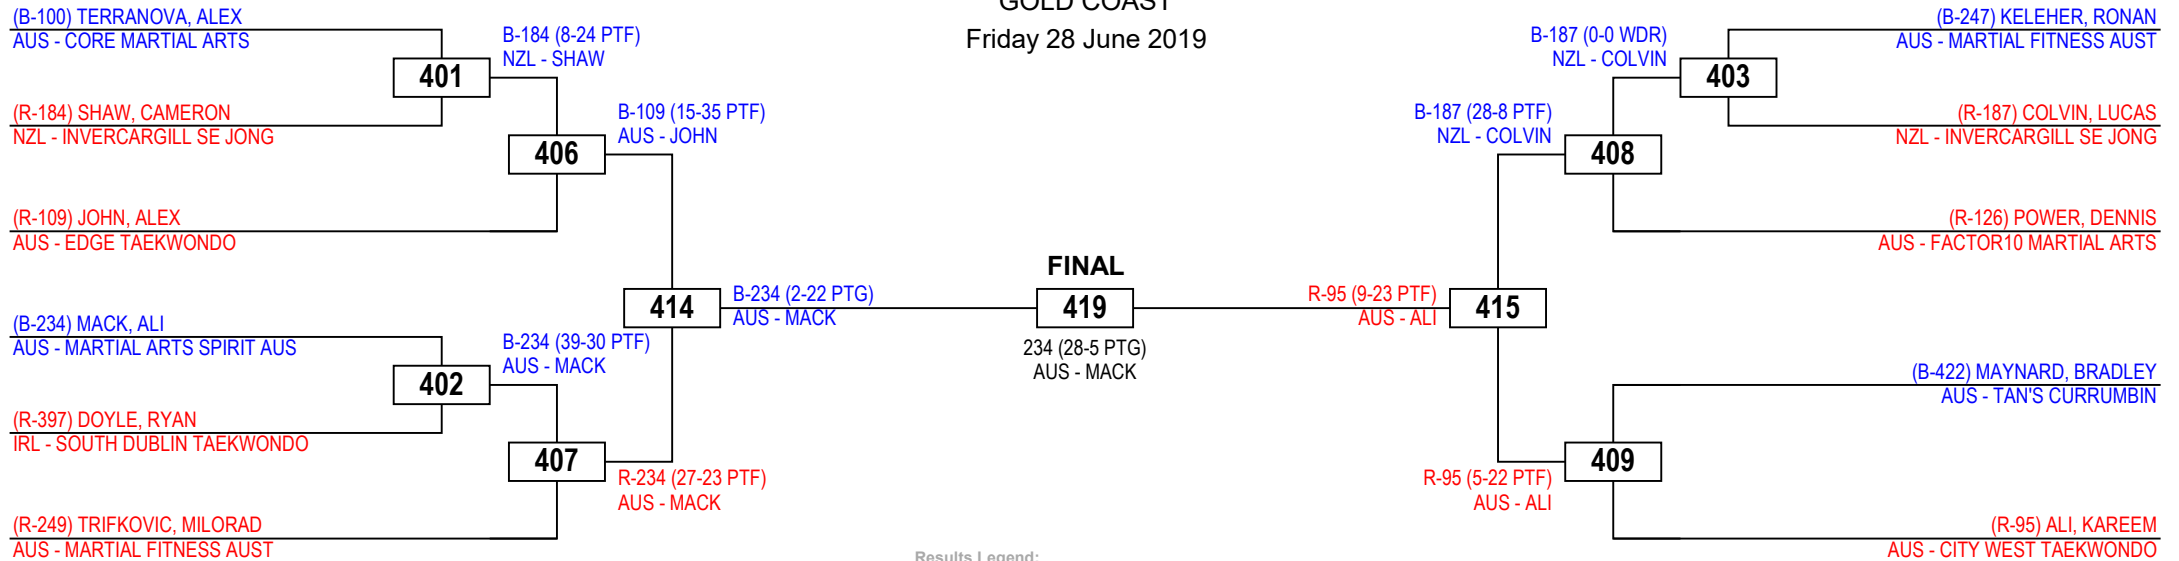 GOLD COAST
Friday 28 June 2019
(B-100) TERRANOVA, ALEX
AUS - CORE MARTIAL ARTS
401
(R-184) SHAW, CAMERON
NZL - INVERCARGILL SE JONG
B-184 (8-24 PTF)
NZL - SHAW
406
(R-109) JOHN, ALEX
AUS - EDGE TAEKWONDO
B-109 (15-35 PTF)
AUS - JOHN
414
(B-234) MACK, ALI
AUS - MARTIAL ARTS SPIRIT AUS
402
(R-397) DOYLE, RYAN
IRL - SOUTH DUBLIN TAEKWONDO
B-234 (39-30 PTF)
AUS - MACK
407
(R-249) TRIFKOVIC, MILORAD
AUS - MARTIAL FITNESS AUST
R-234 (27-23 PTF)
AUS - MACK
B-234 (2-22 PTG)
AUS - MACK
FINAL
419
234 (28-5 PTG)
AUS - MACK
R-95 (9-23 PTF)
AUS - ALI
415
B-187 (28-8 PTF)
NZL - COLVIN
408
B-187 (0-0 WDR)
NZL - COLVIN
403
(B-247) KELEHER, RONAN
AUS - MARTIAL FITNESS AUST
(R-187) COLVIN, LUCAS
NZL - INVERCARGILL SE JONG
(R-126) POWER, DENNIS
AUS - FACTOR10 MARTIAL ARTS
(B-422) MAYNARD, BRADLEY
AUS - TAN'S CURRUMBIN
409
R-95 (5-22 PTF)
AUS - ALI
(R-95) ALI, KAREEM
AUS - CITY WEST TAEKWONDO
Results Legend: